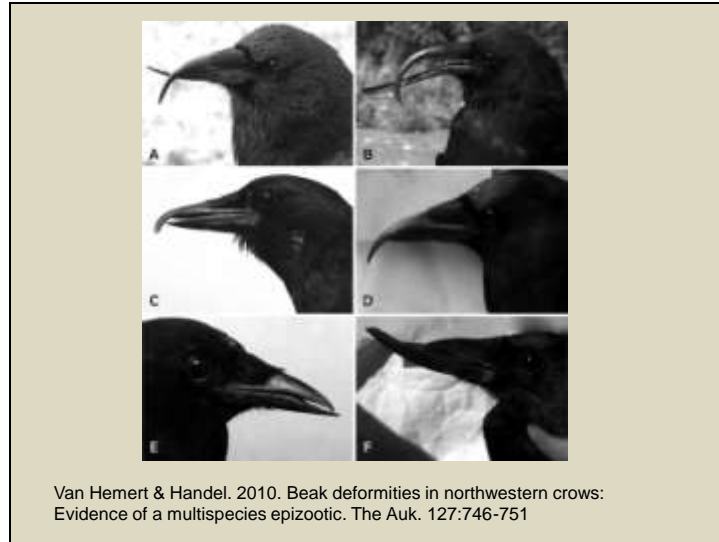 A
B
C
D
E
F
Van Hemert & Handel. 2010. Beak deformities in northwestern crows:
Evidence of a multispecies epizootic. The Auk. 127:746-751